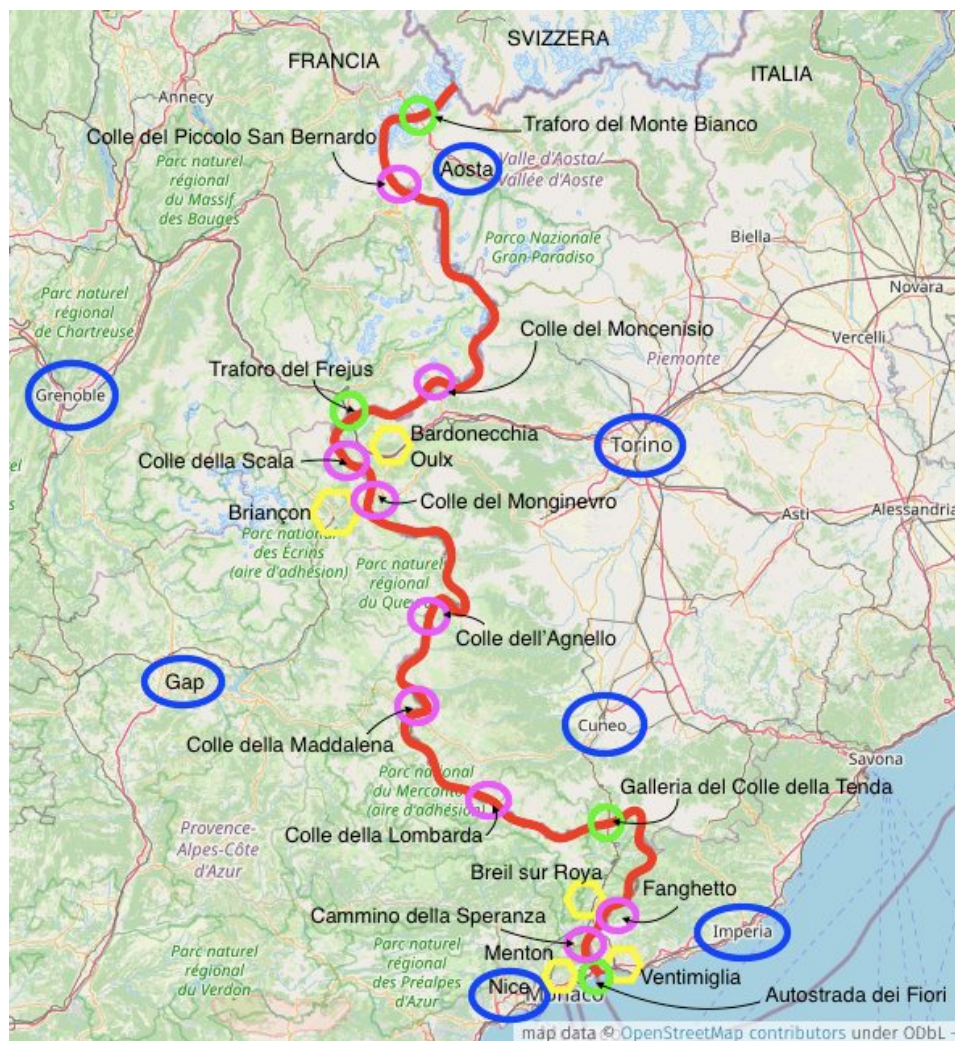 SVIZZERA
FRANCIA
ITALIA
Annecy
Traforo del Monte Bianco
Colle del Piccolo San Bernardo
Parc naturel
régional
du Massif
des Bauges
Aosta
Valle d'Aosta/
Vallée d'Aoste
Parco Nazionale
Gran Paradiso
Biella
Novara
Parc naturel
régional
de Chartreuse
Colle del Moncenisio
Vercelli
Piemonte
Traforo del Frejus
Grenoble
Bardonecchia
Oulx
Torino
Colle della Scala
Colle del Monginevro
Briançon
Asti
Alessandria
Parc national
des Écrins
(aire d'adhésion)
Parc naturel
régional
du Queyras
Colle dell'Agnello
Gap
Cuneo
Colle della Maddalena
Savona
Parc national
du Mercantour
(aire d'adhésion)
Galleria del Colle della Tenda
Colle della Lombarda
Provence-
Alpes-Côte
d'Azur
Breil sur Roya
Fanghetto
Cammino della Speranza
Imperia
Menton
Parc naturel
régional
du Verdon
Parc naturel
régional
des Préalpes
d'Azur
Ventimiglia
Nice
Monaco
Autostrada dei Fiori
map data © OpenStreetMap contributors under ODbL -